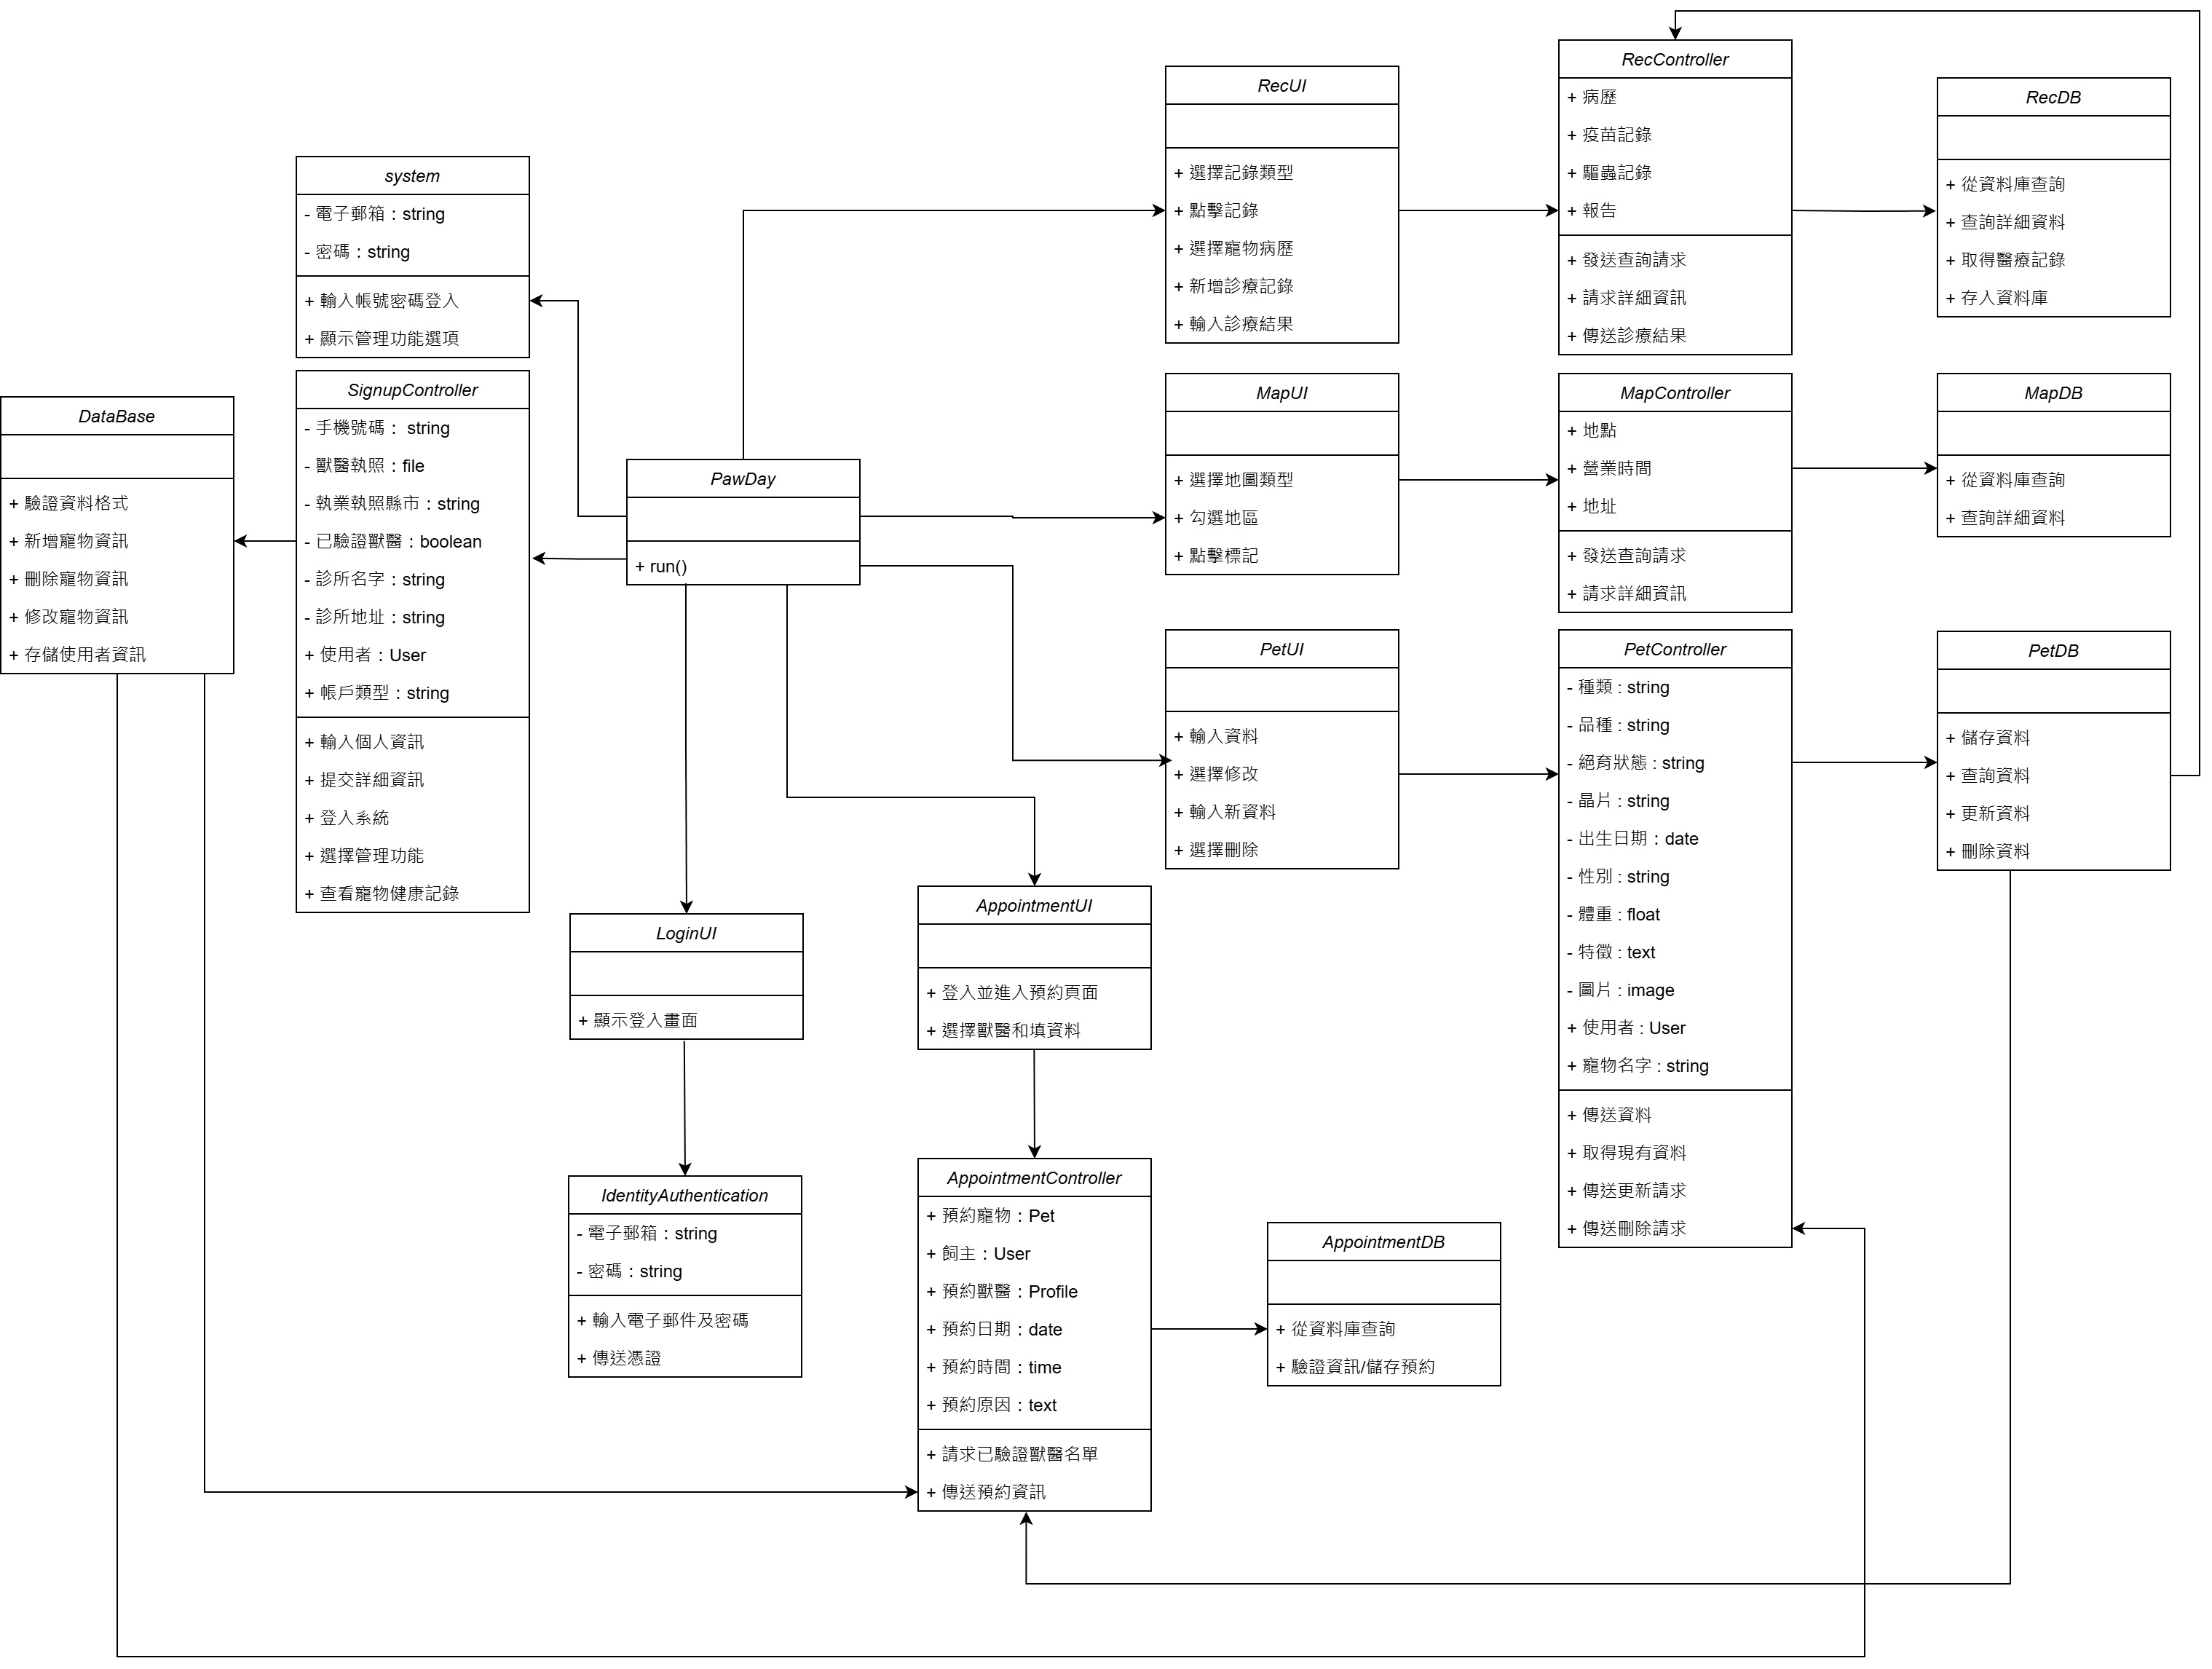 RecController
+ 病歷
+ 疫苗記錄
+ 驅蟲記錄
+ 報告
+ 發送查詢請求
+ 請求詳細資訊
+ 傳送診療結果
RecUI
+ 選擇記錄類型
+ 點擊記錄
+ 選擇寵物病歷
+ 新增診療記錄
+ 輸入診療結果
RecDB
+ 從資料庫查詢
+ 查詢詳細資料
+ 取得醫療記錄
+ 存入資料庫
system
- 電子郵箱：string
- 密碼：string
+ 輸入帳號密碼登入
+ 顯示管理功能選項
SignupController
- 手機號碼： string
- 獸醫執照：file
- 執業執照縣市：string
- 已驗證獸醫：boolean
- 診所名字：string
- 診所地址：string
+ 使用者：User
+ 帳戶類型：string
+ 輸入個人資訊
+ 提交詳細資訊
+ 登入系統
+ 選擇管理功能
+ 查看寵物健康記錄
DataBase
+ 驗證資料格式
+ 新增寵物資訊
+ 刪除寵物資訊
+ 修改寵物資訊
+ 存儲使用者資訊
PawDay
+ run()
MapUI
+ 選擇地圖類型
+ 勾選地區
+ 點擊標記
MapController
+ 地點
+ 營業時間
+ 地址
+ 發送查詢請求
+ 請求詳細資訊
MapDB
+ 從資料庫查詢
+ 查詢詳細資料
PetUI
+ 輸入資料
+ 選擇修改
+ 輸入新資料
+ 選擇刪除
PetController
- 種類 : string
- 品種 : string
- 絕育狀態 : string
- 晶片 : string
- 出生日期：date
- 性別 : string
- 體重 : float
- 特徵 : text
- 圖片 : image
+ 使用者 : User
+ 寵物名字 : string
+ 傳送資料
+ 取得現有資料
+ 傳送更新請求
+ 傳送刪除請求
PetDB
+ 儲存資料
+ 查詢資料
+ 更新資料
+ 刪除資料
LoginUI
+ 顯示登入畫面
AppointmentUI
+ 登入並進入預約頁面
+ 選擇獸醫和填資料
IdentityAuthentication
- 電子郵箱：string
- 密碼：string
+ 輸入電子郵件及密碼
+ 傳送憑證
AppointmentController
+ 預約寵物：Pet
+ 飼主：User
+ 預約獸醫：Profile
+ 預約日期：date
+ 預約時間：time
+ 預約原因：text
+ 請求已驗證獸醫名單
+ 傳送預約資訊
AppointmentDB
+ 從資料庫查詢
+ 驗證資訊/儲存預約